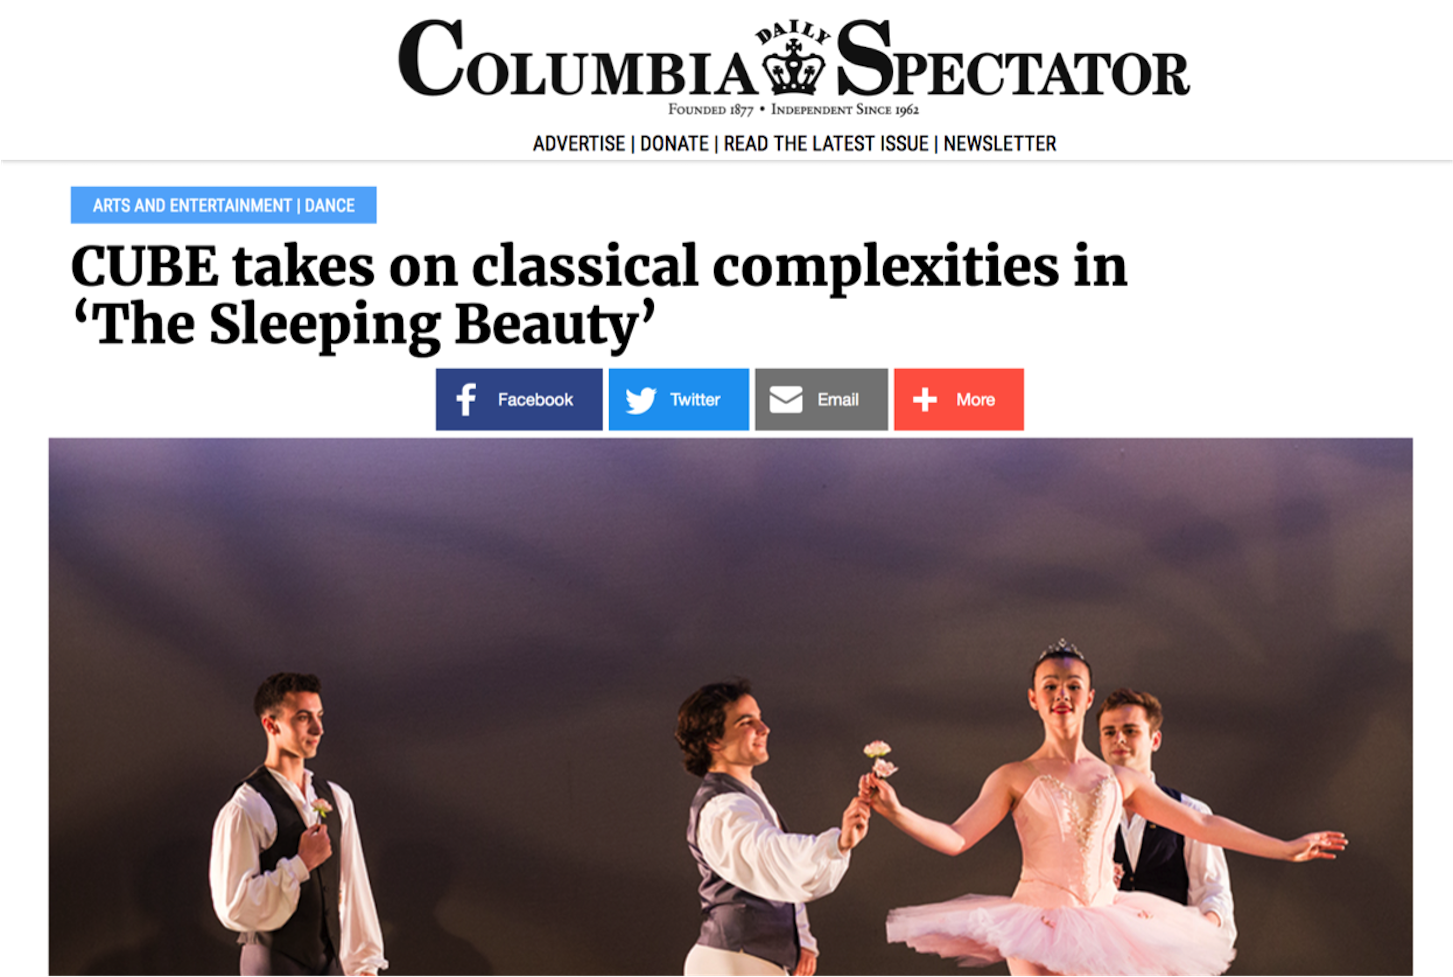 DAILY
COLUMBIA SPECTATOR
FOUNDED 1877 • INDEPENDENT SINCE 1962
ADVERTISE | DONATE | READ THE LATEST ISSUE | NEWSLETTER
ARTS AND ENTERTAINMENT | DANCE
CUBE takes on classical complexities in
‘The Sleeping Beauty’
Facebook Twitter Email More